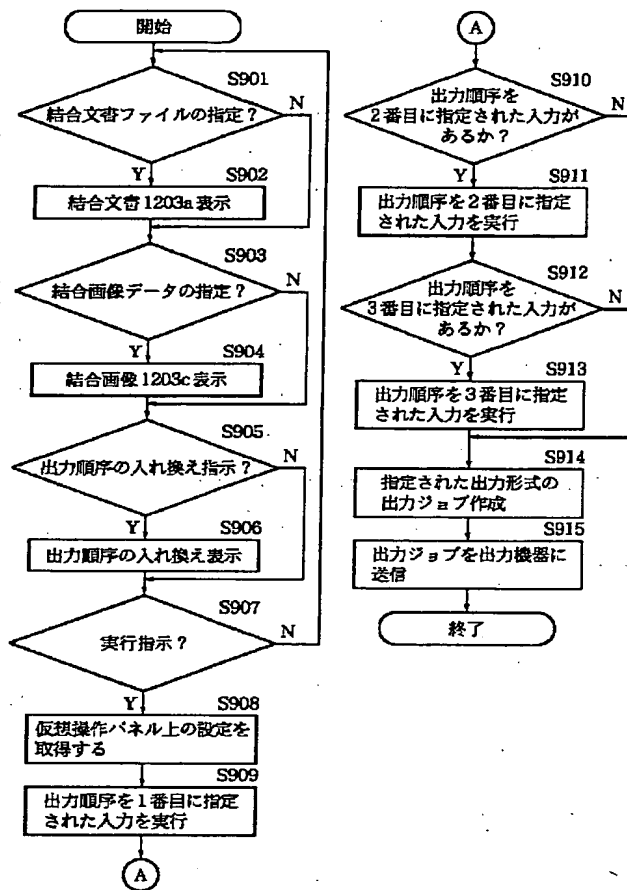 開始
S901
結合文書ファイルの指定？
N
Y
S902
結合文書1203a表示
S903
結合画像データの指定？
N
Y
S904
結合画像1203c表示
S905
出力順序の入れ換え指示？
N
Y
S906
出力順序の入れ換え表示
S907
実行指示？
N
Y
S908
仮想操作パネル上の設定を
取得する
S909
出力順序を1番目に指定
された入力を実行
A
A
S910
出力順序を
2番目に指定された入力が
あるか？
N
Y
S911
出力順序を2番目に指定
された入力を実行
S912
出力順序を
3番目に指定された入力が
あるか？
N
Y
S913
出力順序を3番目に指定
された入力を実行
S914
指定された出力形式の
出力ジョブ作成
S915
出力ジョブを出力機器に
送信
終了